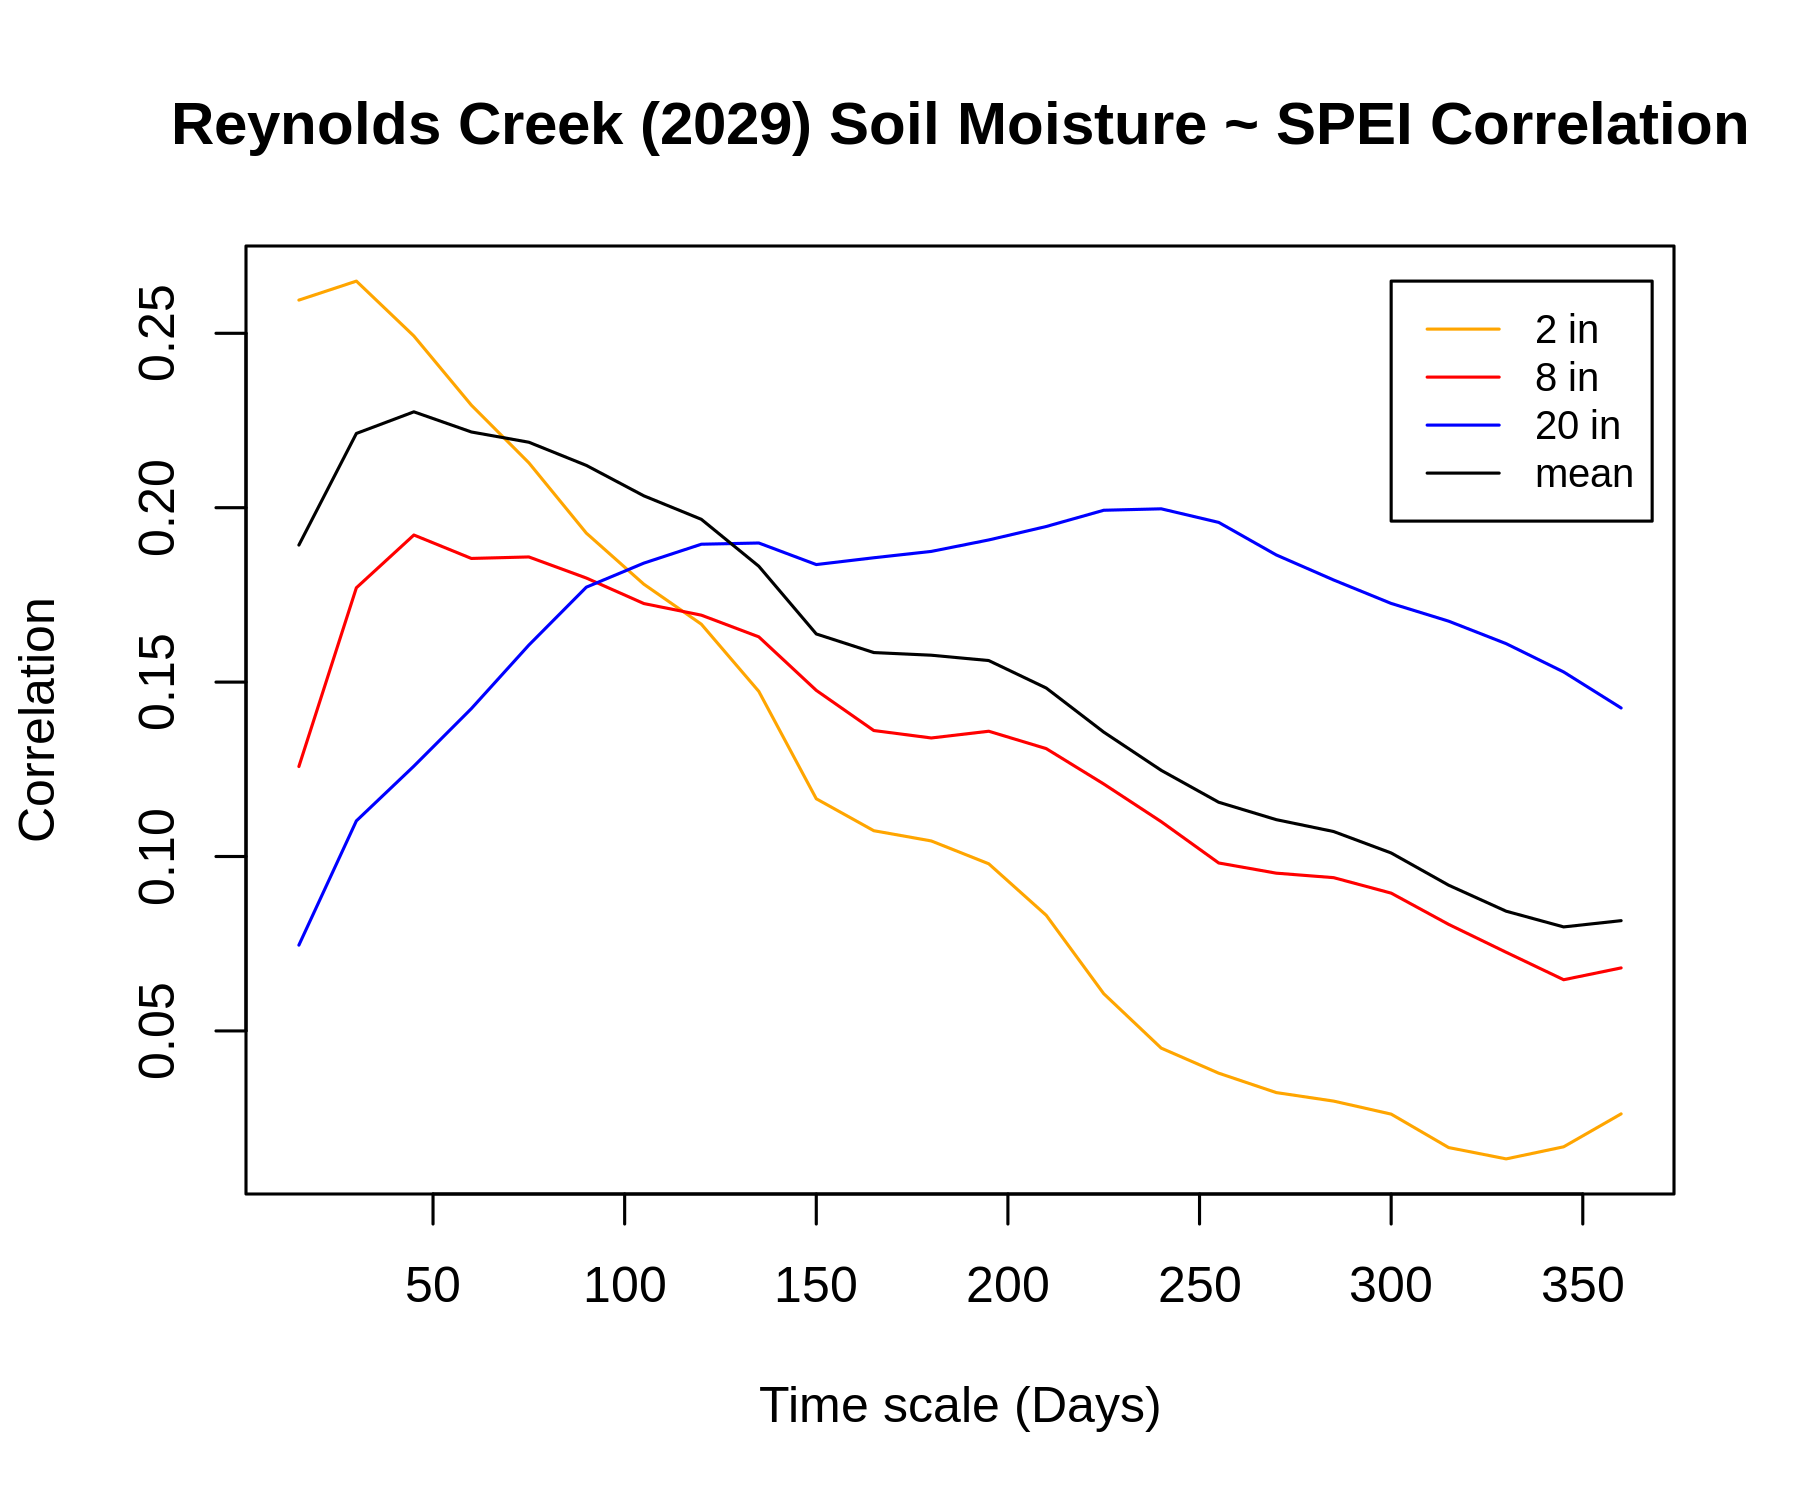 Reynolds Creek (2029) Soil Moisture ~ SPEI Correlation
2 in
8 in
20 in
mean
Correlation
0.25
0.20
0.15
0.10
0.05
50 100 150 200 250 300 350
Time scale (Days)